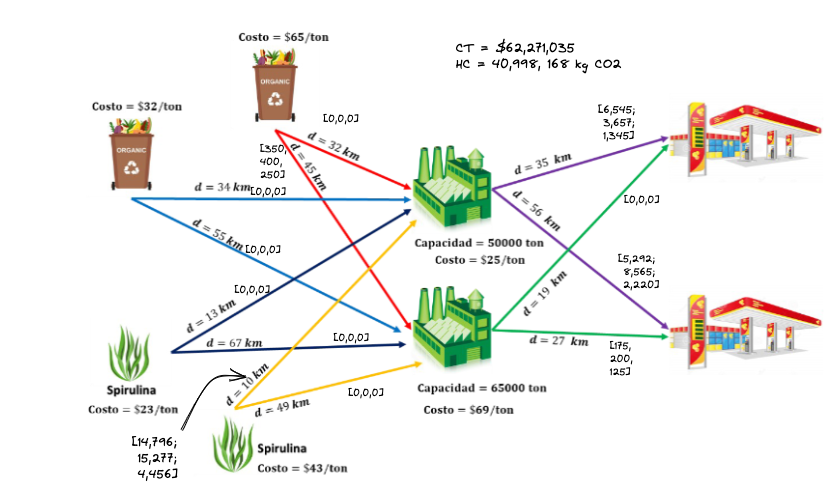 Costo = $65/ton
CT = $62,271,035
HC = 40,998, 168 kg CO2
ORGANIC
Costo = $32/ton
ORGANIC
[0,0,0]
d = 32 km
[350,
400,
250]
d = 45 km
[6,545;
3,657;
1,345]
d = 35 km
d = 34 km
[0,0,0]
d = 56 km
[0,0,0]
d = 55 km
[0,0,0]
Capacidad = 50000 ton
Costo = $25/ton
[5,292;
8,565;
2,220]
[0,0,0]
d = 19 km
d = 13 km
d = 67 km
[0,0,0]
d = 27 km
[175,
200,
125]
d = 10 km
Spirulina
Costo = $23/ton
[0,0,0]
d = 49 km
Capacidad = 65000 ton
Costo = $69/ton
[14,796;
15,277;
4,456]
Spirulina
Costo = $43/ton